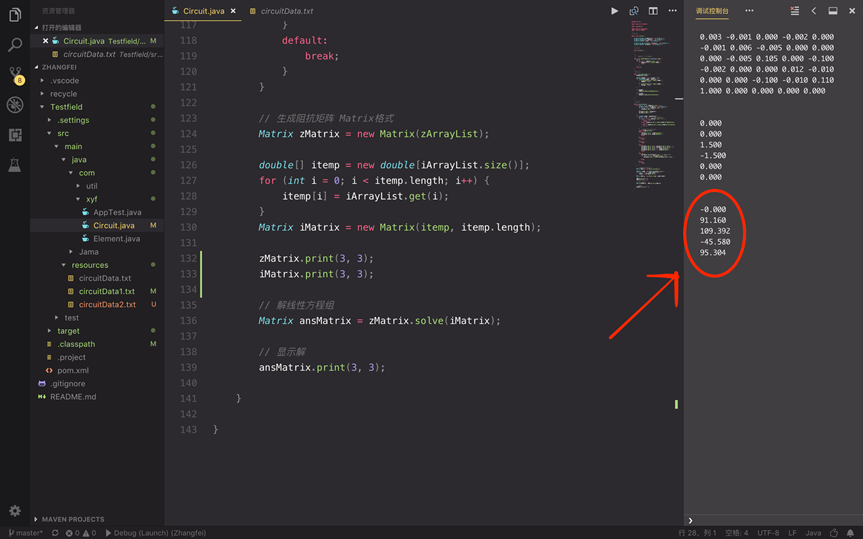 资源管理器
打开的编辑器
Circuit.java Testfield/... M
circuitData.txt Testfield/sr...
ZHANGFEI
.vscode
recycle
Testfield
.settings
src
main
java
com
util
xyf
AppTest.java
Circuit.java M
Element.java
Jama
resources
circuitData.txt
circuitData1.txt M
circuitData2.txt U
test
target
.classpath M
.project
pom.xml
.gitignore
README.md
MAVEN PROJECTS
8
Circuit.java
circuitData.txt
117 }
118 default:
119 break;
120 }
121 }
122
123 // 生成阻抗矩阵 Matrix格式
124 Matrix zMatrix = new Matrix(zArrayList);
125
126 double[] itemp = new double[iArrayList.size()];
127 for (int i = 0; i < itemp.length; i++) {
128 itemp[i] = iArrayList.get(i);
129 }
130 Matrix iMatrix = new Matrix(itemp, itemp.length);
131
132 zMatrix.print(3, 3);
133 iMatrix.print(3, 3);
134
135 // 解线性方程组
136 Matrix ansMatrix = zMatrix.solve(iMatrix);
137
138 // 显示解
139 ansMatrix.print(3, 3);
140
141 }
142
143 }
调试控制台
0.003 -0.001 0.000 -0.002 0.000
-0.001 0.006 -0.005 0.000 0.000
0.000 -0.005 0.105 0.000 -0.100
-0.002 0.000 0.000 0.012 -0.010
0.000 0.000 -0.100 -0.010 0.110
1.000 0.000 0.000 0.000 0.000
0.000
0.000
1.500
-1.500
0.000
0.000
-0.000
91.160
109.392
-45.580
95.304
master*
0 0
Debug (Launch) (Zhangfei)
行 28，列 1
空格: 4
UTF-8
LF
Java